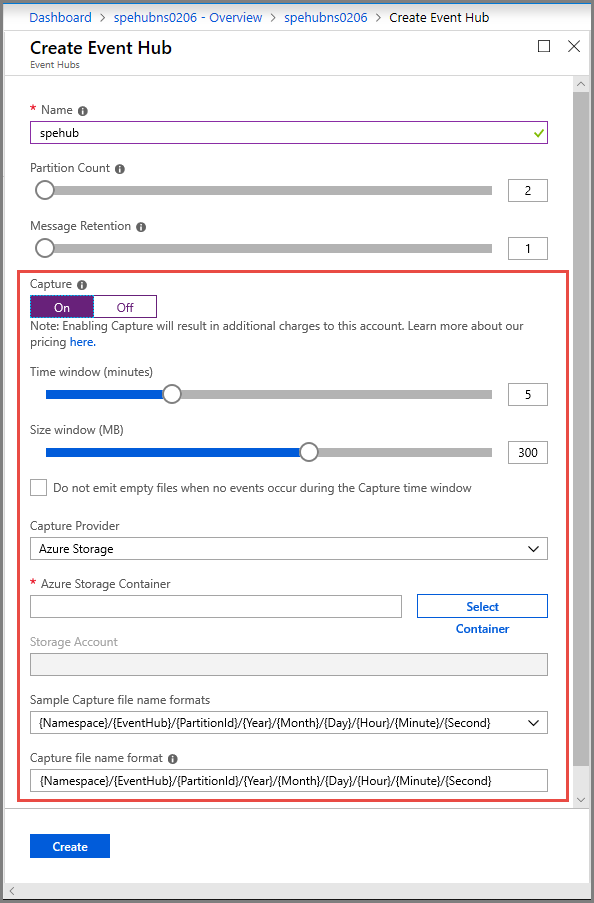 Dashboard > spehubns0206 - Overview > spehubns0206 > Create Event Hub
Create Event Hub
Event Hubs
* Name
spehub
Partition Count
2
Message Retention
1
Capture
On Off
Note: Enabling Capture will result in additional charges to this account. Learn more about our
pricing here.
Time window (minutes)
5
Size window (MB)
300
Do not emit empty files when no events occur during the Capture time window
Capture Provider
Azure Storage
* Azure Storage Container
Select
Container
Storage Account
Sample Capture file name formats
{Namespace}/{EventHub}/{PartitionId}/{Year}/{Month}/{Day}/{Hour}/{Minute}/{Second}
Capture file name format
{Namespace}/{EventHub}/{PartitionId}/{Year}/{Month}/{Day}/{Hour}/{Minute}/{Second}
Create